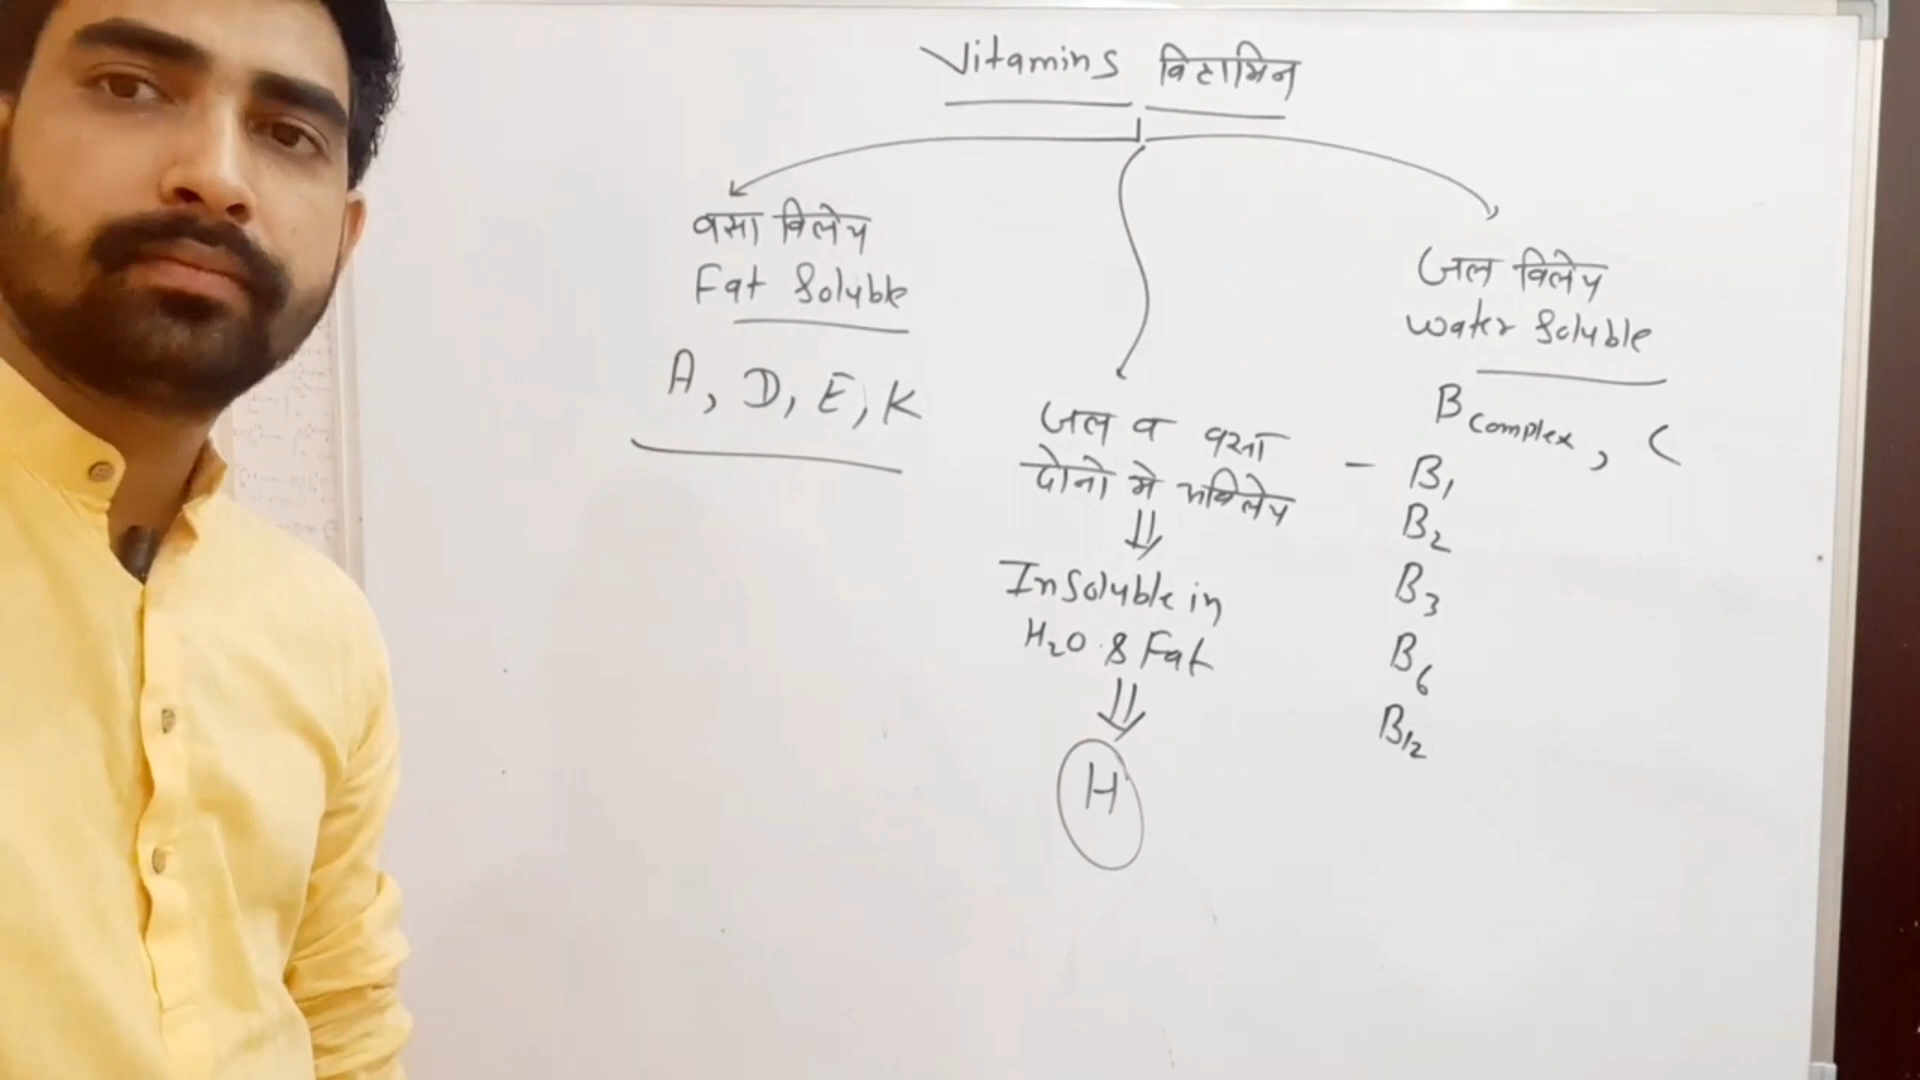 Vitamins विटामिन
वसा विलेय
Fat Soluble
A, D, E, K
जल व वसा
दोनो मे अविलेय
Insoluble in
H₂O & Fat
H
जल विलेय
Water Soluble
B complex, C
- B₁
B₂
B₃
B₆
B₁₂